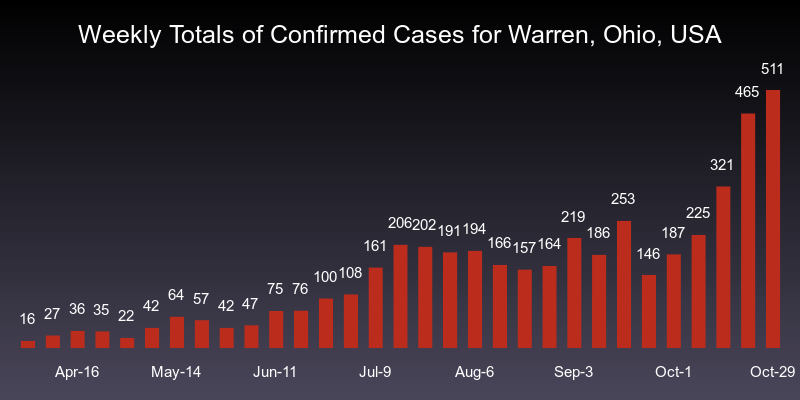 Weekly Totals of Confirmed Cases for Warren, Ohio, USA
16 27 36 35 22 42 64 57 42 47 75 76 100 108 161 206 202 191 194 166 157 164 219 186 253 146 187 225 321 465 511
Apr-16 May-14 Jun-11 Jul-9 Aug-6 Sep-3 Oct-1 Oct-29